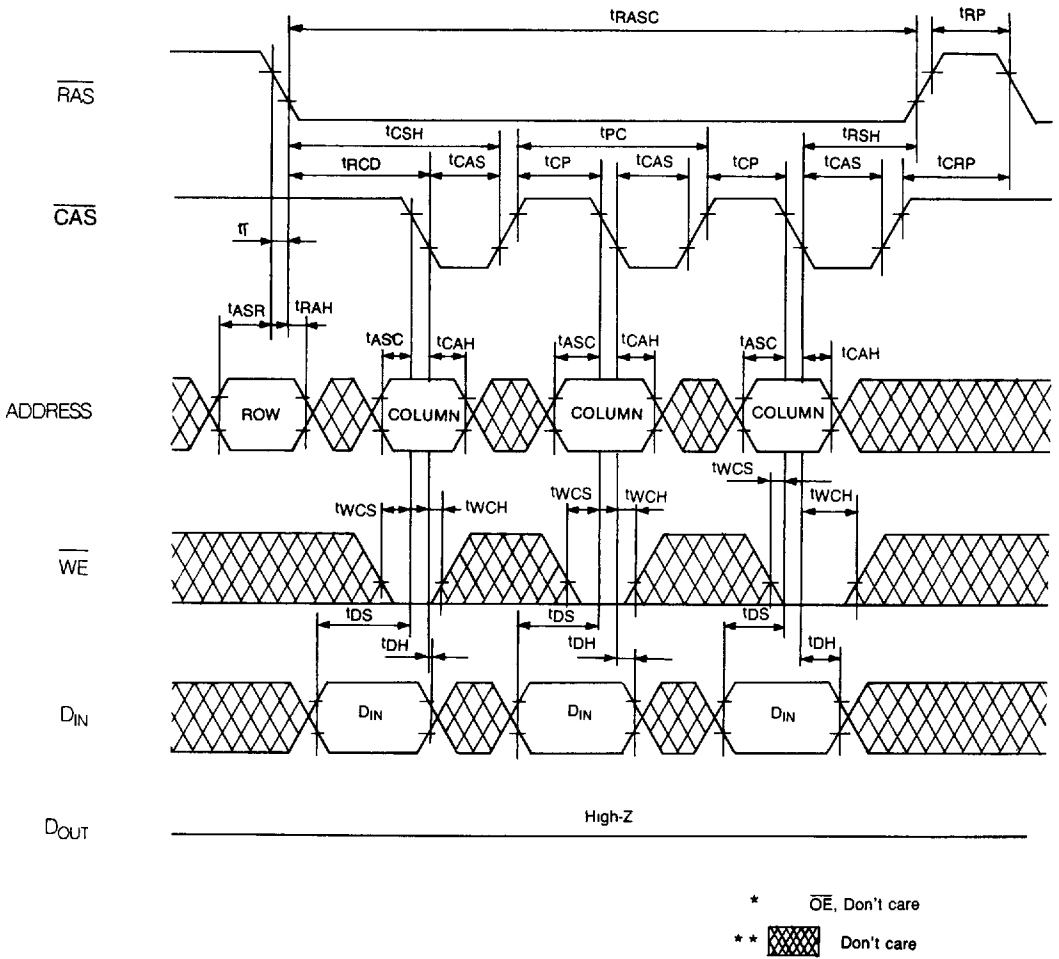 tRASC
tRP
RAS
tCSH
tPC
tRSH
tRCD
tCAS
tCP
tCAS
tCP
tCAS
tCRP
CAS
tT
tASR
tRAH
tASC
tCAH
tASC
tCAH
tASC
tCAH
ADDRESS
ROW
COLUMN
COLUMN
COLUMN
tWCS
tWCH
tWCS
tWCH
tWCS
tWCH
WE
tDS
tDH
tDS
tDH
tDS
tDH
DIN
DIN
DIN
DIN
DOUT
High-Z
* OE, Don't care
** Don't care